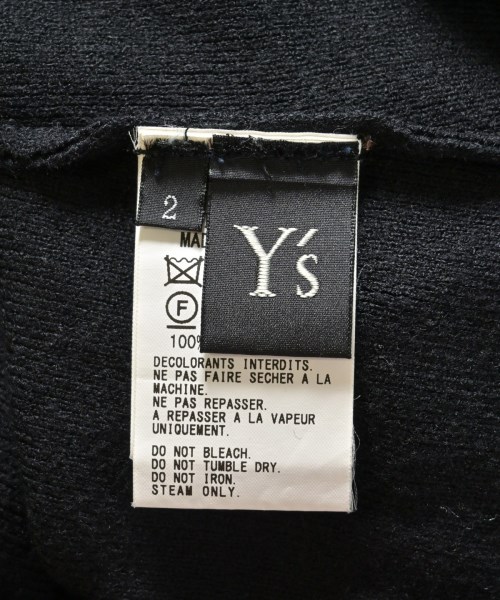 2
Y's
F
100%
DECOLORANTS INTERDITS.
NE PAS FAIRE SECHER A LA
MACHINE.
NE PAS REPASSER.
A REPASSER A LA VAPEUR
UNIQUEMENT.
DO NOT BLEACH.
DO NOT TUMBLE DRY.
DO NOT IRON.
STEAM ONLY.